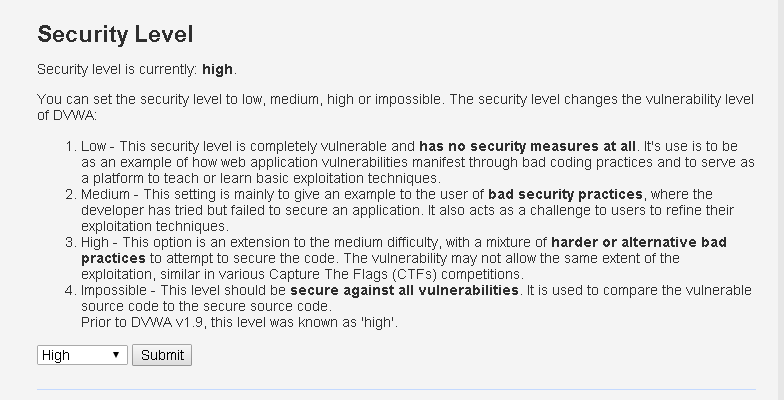 Security Level
Security level is currently: high.
You can set the security level to low, medium, high or impossible. The security level changes the vulnerability level
of DVWA:
1. Low - This security level is completely vulnerable and has no security measures at all. It's use is to be
as an example of how web application vulnerabilities manifest through bad coding practices and to serve as
a platform to teach or learn basic exploitation techniques.
2. Medium - This setting is mainly to give an example to the user of bad security practices, where the
developer has tried but failed to secure an application. It also acts as a challenge to users to refine their
exploitation techniques.
3. High - This option is an extension to the medium difficulty, with a mixture of harder or alternative bad
practices to attempt to secure the code. The vulnerability may not allow the same extent of the
exploitation, similar in various Capture The Flags (CTFs) competitions.
4. Impossible - This level should be secure against all vulnerabilities. It is used to compare the vulnerable
source code to the secure source code.
Prior to DVWA v1.9, this level was known as 'high'.
High Submit